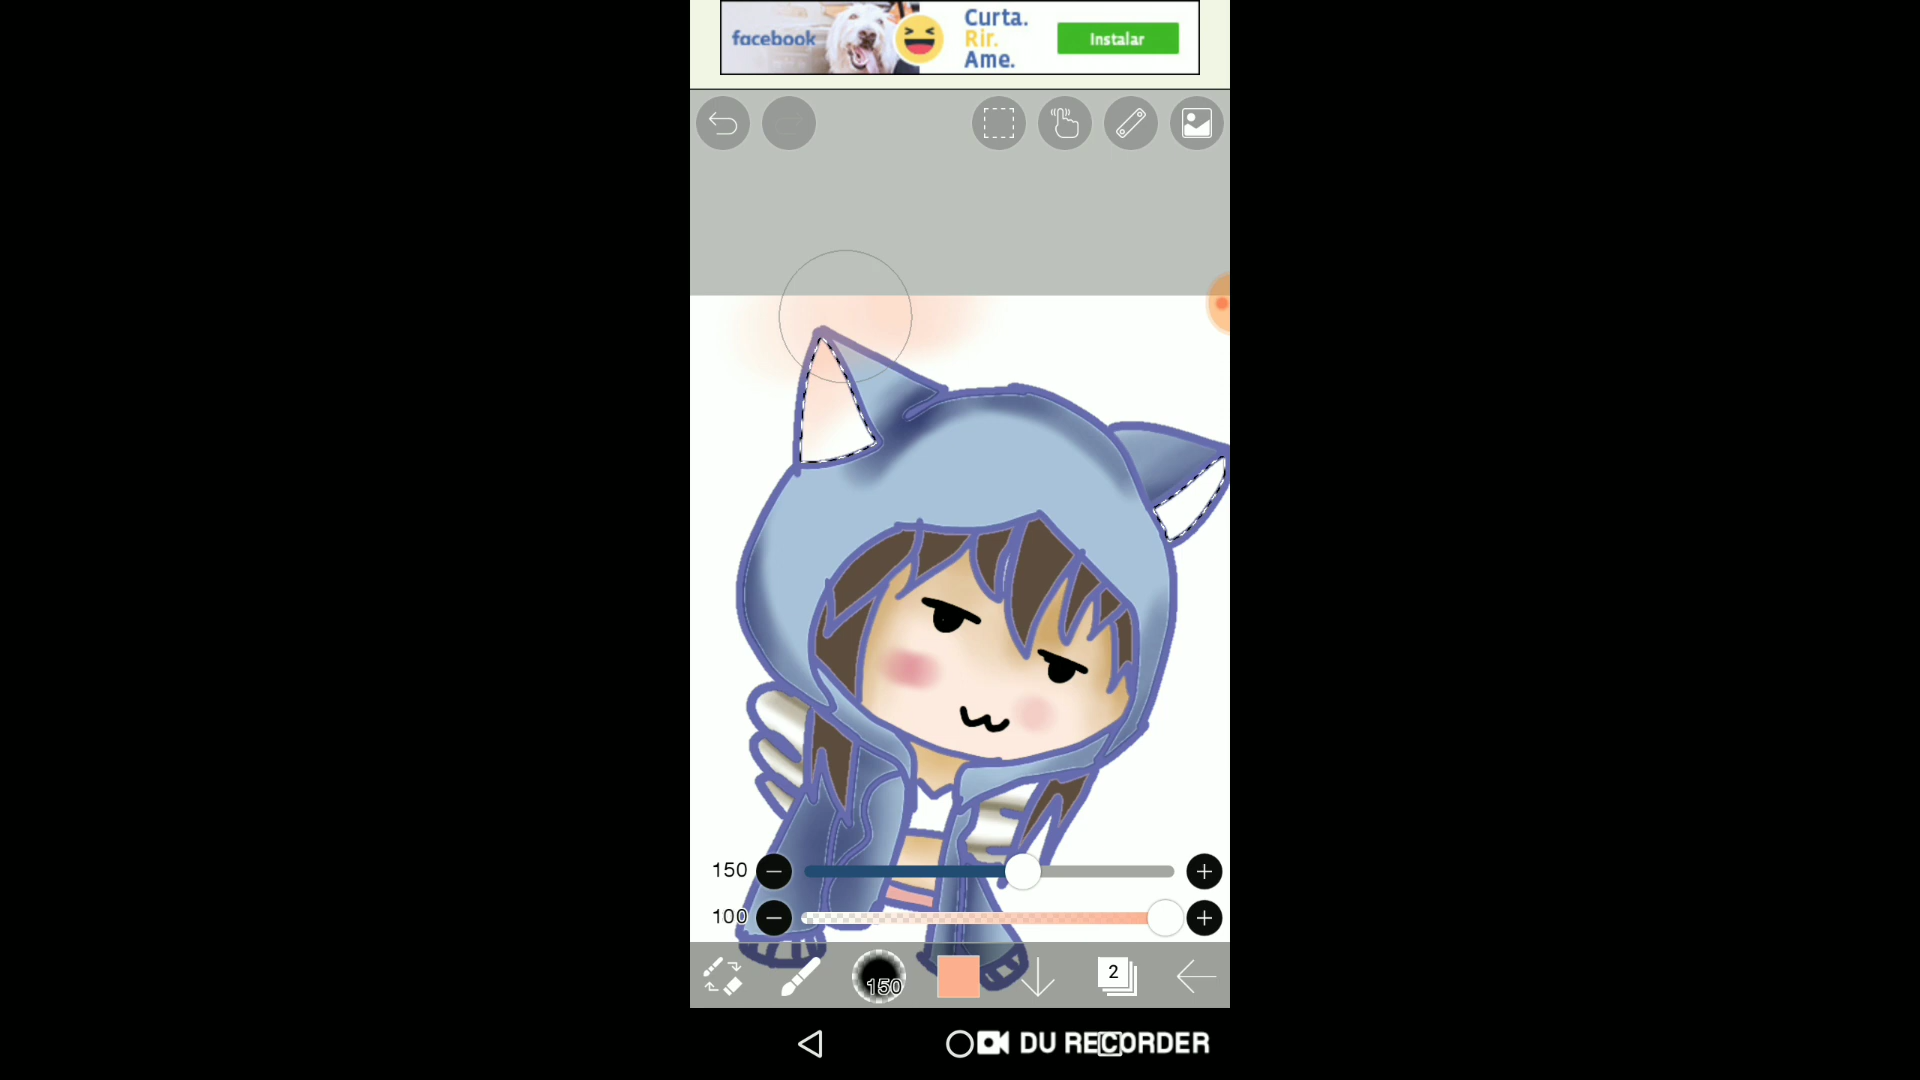 facebook
Curta.
Rir.
Ame.
Instalar
150
100
150
2
DU RECORDER